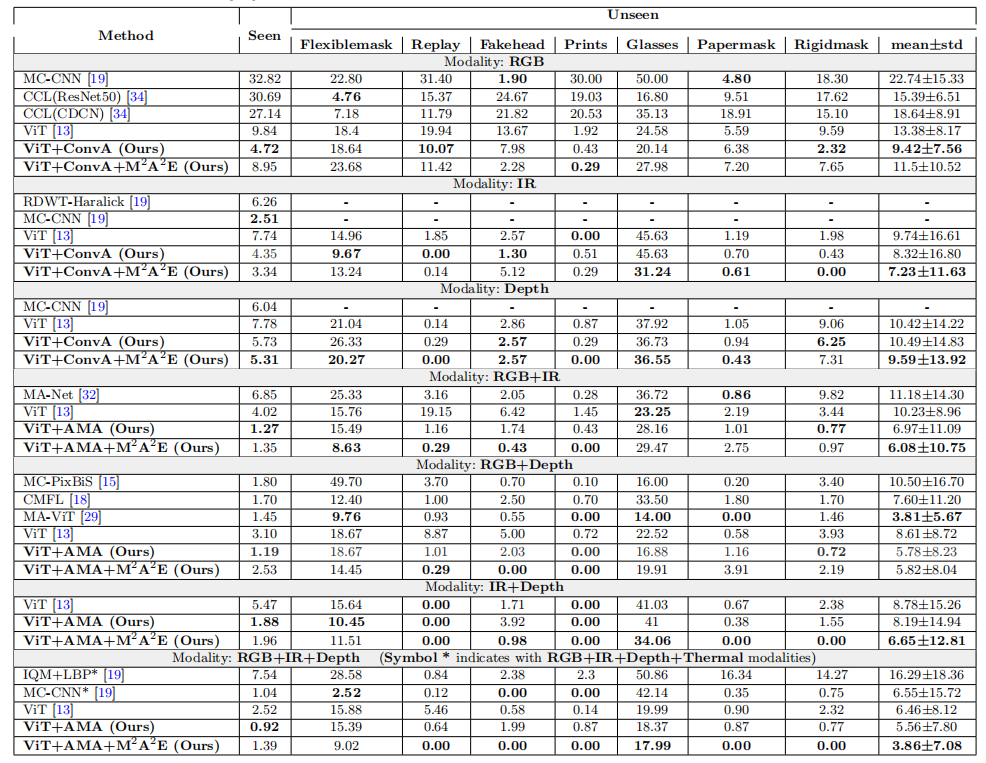 Method Seen Unseen
Flexiblemask Replay Fakehead Prints Glasses Papermask Rigidmask mean±std
Modality: RGB
MC-CNN [19] 32.82 22.80 31.40 1.90 30.00 50.00 4.80 18.30 22.74±15.33
CCL(ResNet50) [34] 30.69 4.76 15.37 24.67 19.03 16.80 9.51 17.62 15.39±6.51
CCL(CDCN) [34] 27.14 7.18 11.79 21.82 20.53 35.13 18.91 15.10 18.64±8.91
ViT [13] 9.84 18.4 19.94 13.67 1.92 24.58 5.59 9.59 13.38±8.17
ViT+ConvA (Ours) 4.72 18.64 10.07 7.98 0.43 20.14 6.38 2.32 9.42±7.56
ViT+ConvA+M²A²E (Ours) 8.95 23.68 11.42 2.28 0.29 27.98 7.20 7.65 11.5±10.52
Modality: IR
RDWT-Haralick [19] 6.26 - - - - - - - -
MC-CNN [19] 2.51 - - - - - - - -
ViT [13] 7.74 14.96 1.85 2.57 0.00 45.63 1.19 1.98 9.74±16.61
ViT+ConvA (Ours) 4.35 9.67 0.00 1.30 0.51 45.63 0.70 0.43 8.32±16.80
ViT+ConvA+M²A²E (Ours) 3.34 13.24 0.14 5.12 0.29 31.24 0.61 0.00 7.23±11.63
Modality: Depth
MC-CNN [19] 6.04 - - - - - - - -
ViT [13] 7.78 21.04 0.14 2.86 0.87 37.92 1.05 9.06 10.42±14.22
ViT+ConvA (Ours) 5.73 26.33 0.29 2.57 0.29 36.73 0.94 6.25 10.49±14.83
ViT+ConvA+M²A²E (Ours) 5.31 20.27 0.00 2.57 0.00 36.55 0.43 7.31 9.59±13.92
Modality: RGB+IR
MA-Net [32] 6.85 25.33 3.16 2.05 0.28 36.72 0.86 9.82 11.18±14.30
ViT [13] 4.02 15.76 19.15 6.42 1.45 23.25 2.19 3.44 10.23±8.96
ViT+AMA (Ours) 1.27 15.49 1.16 1.74 0.43 28.16 1.01 0.77 6.97±11.09
ViT+AMA+M²A²E (Ours) 1.35 8.63 0.29 0.43 0.00 29.47 2.75 0.97 6.08±10.75
Modality: RGB+Depth
MC-PixBiS [15] 1.80 49.70 3.70 0.70 0.10 16.00 0.20 3.40 10.50±16.70
CMFL [18] 1.70 12.40 1.00 2.50 0.70 33.50 1.80 1.70 7.60±11.20
MA-ViT [29] 1.45 9.76 0.93 0.55 0.00 14.00 0.00 1.46 3.81±5.67
ViT [13] 3.10 18.67 8.87 5.00 0.72 22.52 0.58 3.93 8.61±8.72
ViT+AMA (Ours) 1.19 18.67 1.01 2.03 0.00 16.88 1.16 0.72 5.78±8.23
ViT+AMA+M²A²E (Ours) 2.53 14.45 0.29 0.00 0.00 19.91 3.91 2.19 5.82±8.04
Modality: IR+Depth
ViT [13] 5.47 15.64 0.00 1.71 0.00 41.03 0.67 2.38 8.78±15.26
ViT+AMA (Ours) 1.88 10.45 0.00 3.92 0.00 41 0.38 1.55 8.19±14.94
ViT+AMA+M²A²E (Ours) 1.96 11.51 0.00 0.98 0.00 34.06 0.00 0.00 6.65±12.81
Modality: RGB+IR+Depth (Symbol * indicates with RGB+IR+Depth+Thermal modalities)
IQM+LBP* [19] 7.54 28.58 0.84 2.38 2.3 50.86 16.34 14.27 16.29±18.36
MC-CNN* [19] 1.04 2.52 0.12 0.00 0.00 42.14 0.35 0.75 6.55±15.72
ViT [13] 2.52 15.88 5.46 0.58 0.14 19.99 0.90 2.32 6.46±8.12
ViT+AMA (Ours) 0.92 15.39 0.64 1.99 0.87 18.37 0.87 0.77 5.56±7.80
ViT+AMA+M²A²E (Ours) 1.39 9.02 0.00 0.00 0.00 17.99 0.00 0.00 3.86±7.08